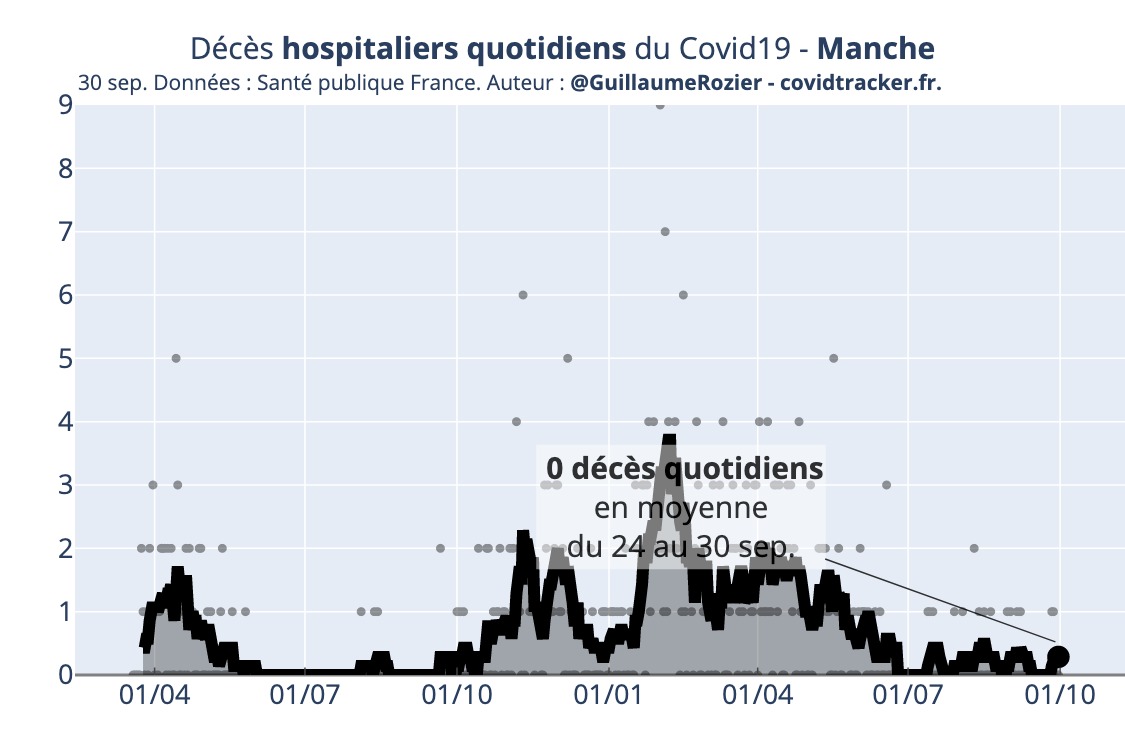 Décès hospitaliers quotidiens du Covid19 - Manche
30 sep. Données : Santé publique France. Auteur : @GuillaumeRozier - covidtracker.fr.
9
8
7
6
5
4
3
2
1
0
0 décès quotidiens
en moyenne
du 24 au 30 sep.
01/04 01/07 01/10 01/01 01/04 01/07 01/10